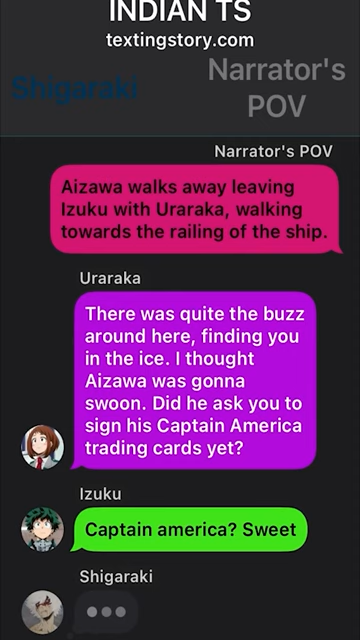 INDIAN TS
textingstory.com
Shigaraki
Narrator's
POV
Narrator's POV
Aizawa walks away leaving
Izuku with Uraraka, walking
towards the railing of the ship.
Uraraka
There was quite the buzz
around here, finding you
in the ice. I thought
Aizawa was gonna
swoon. Did he ask you to
sign his Captain America
trading cards yet?
Izuku
Captain america? Sweet
Shigaraki